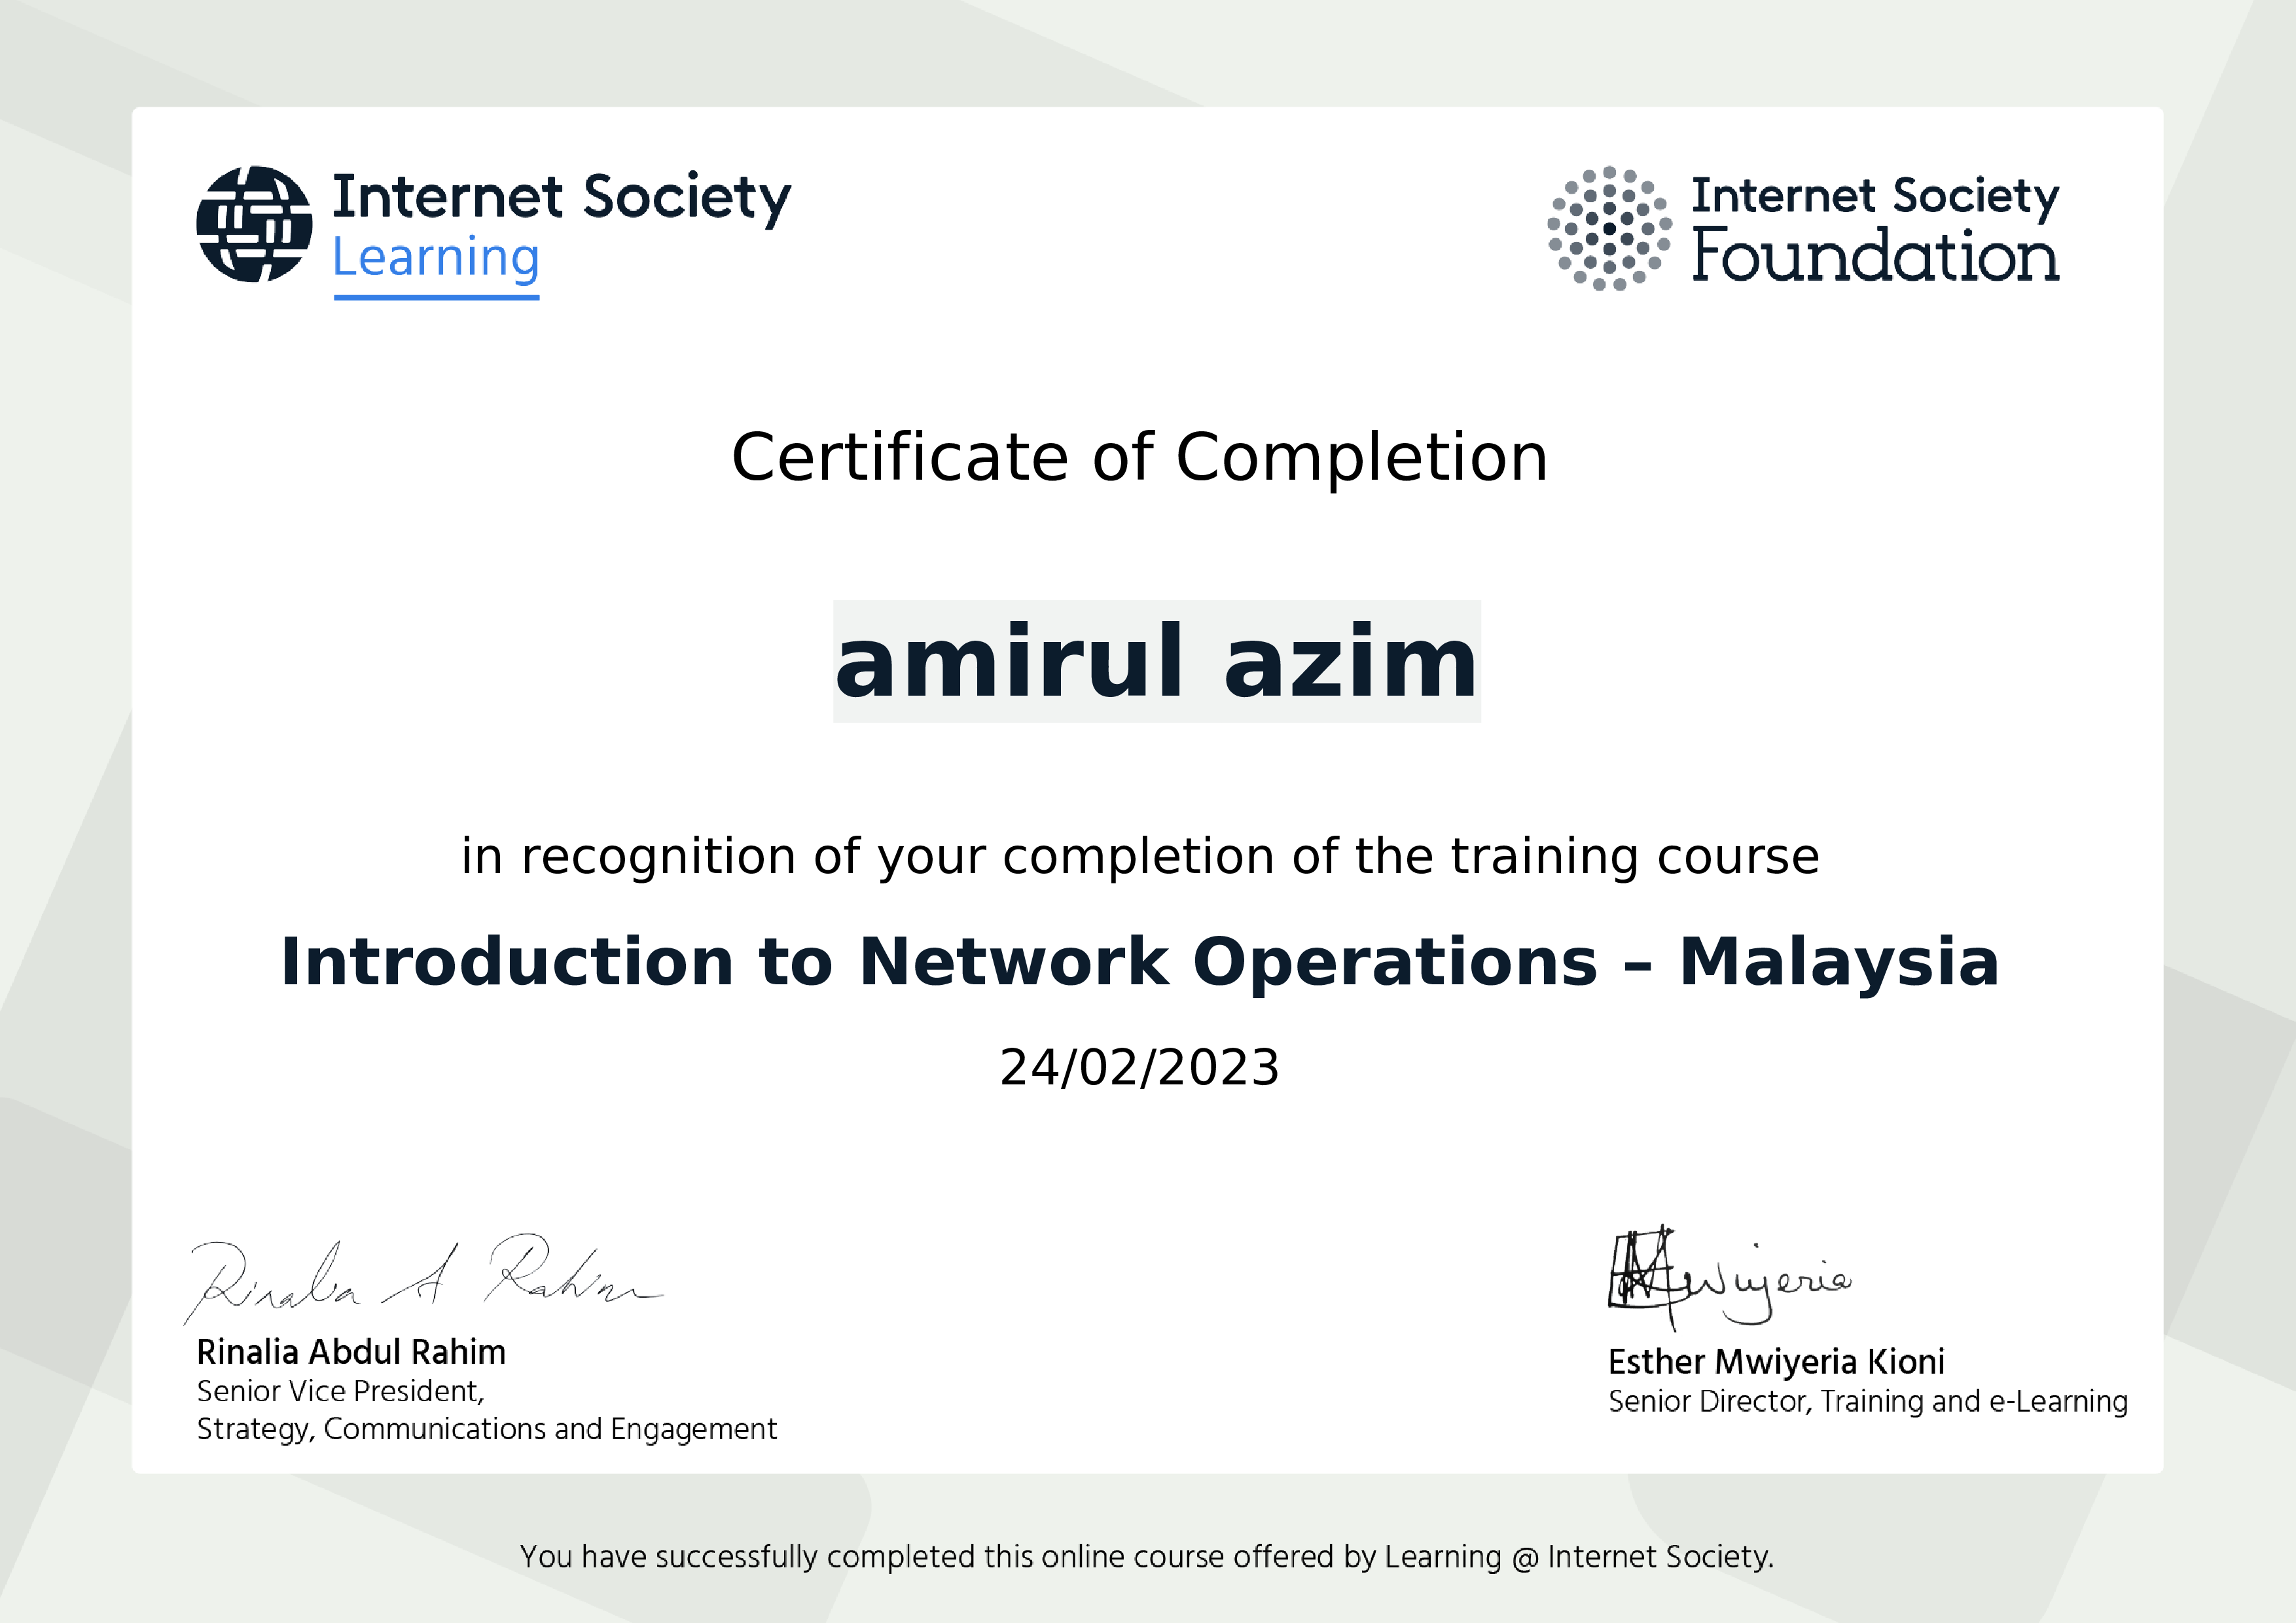 Internet Society
Learning
Internet Society
Foundation
Certificate of Completion
amirul azim
in recognition of your completion of the training course
Introduction to Network Operations – Malaysia
24/02/2023
Rinalia A Rahim
Rinalia Abdul Rahim
Senior Vice President,
Strategy, Communications and Engagement
Mwiyeria
Esther Mwiyeria Kioni
Senior Director, Training and e-Learning
You have successfully completed this online course offered by Learning @ Internet Society.